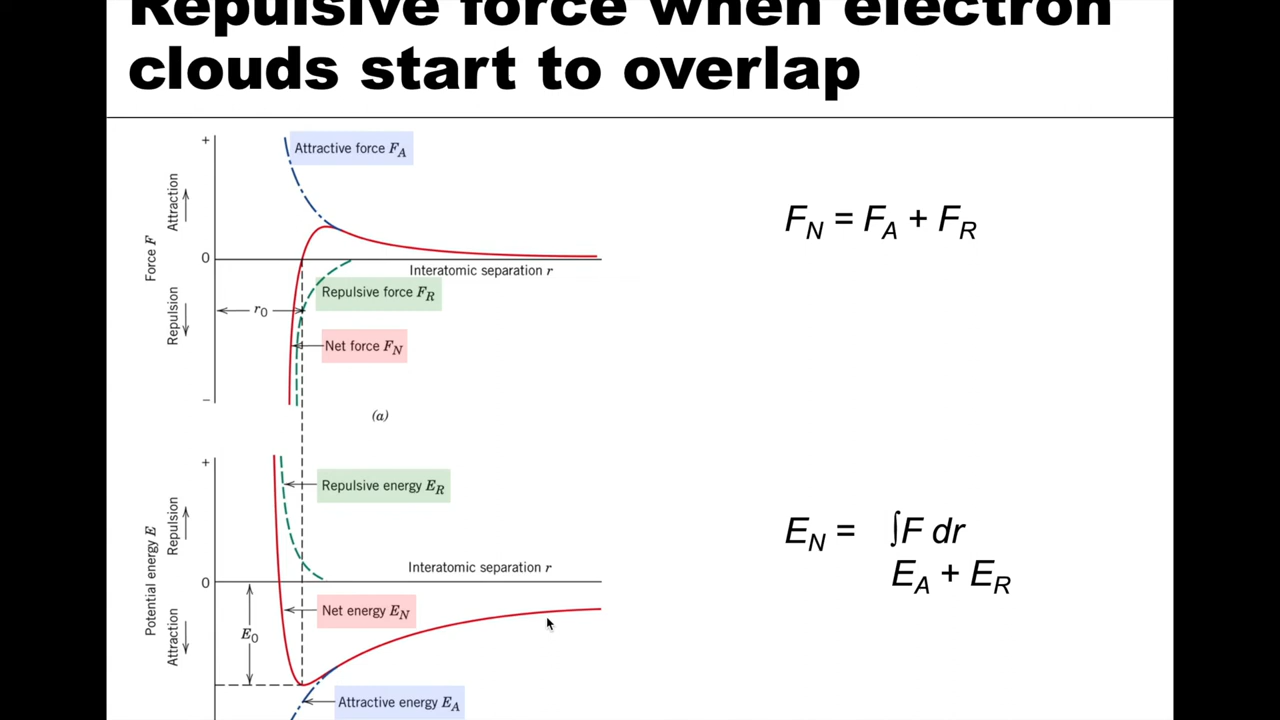 Repulsive force when electron
clouds start to overlap
+
Attractive force F_A
Attraction
Force F
0
Interatomic separation r
Repulsive force F_R
Repulsion
r_0
Net force F_N
−
(a)
F_N = F_A + F_R
+
Repulsive energy E_R
Repulsion
Potential energy E
0
Interatomic separation r
Net energy E_N
Attraction
E_0
Attractive energy E_A
E_N = ∫F dr
E_A + E_R